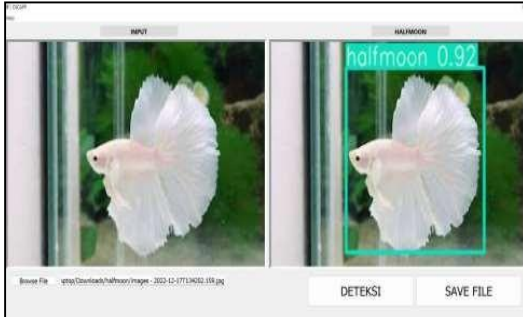 INPUT
HALFMOON
halfmoon 0.92
Browse File
DETEKSI
SAVE FILE